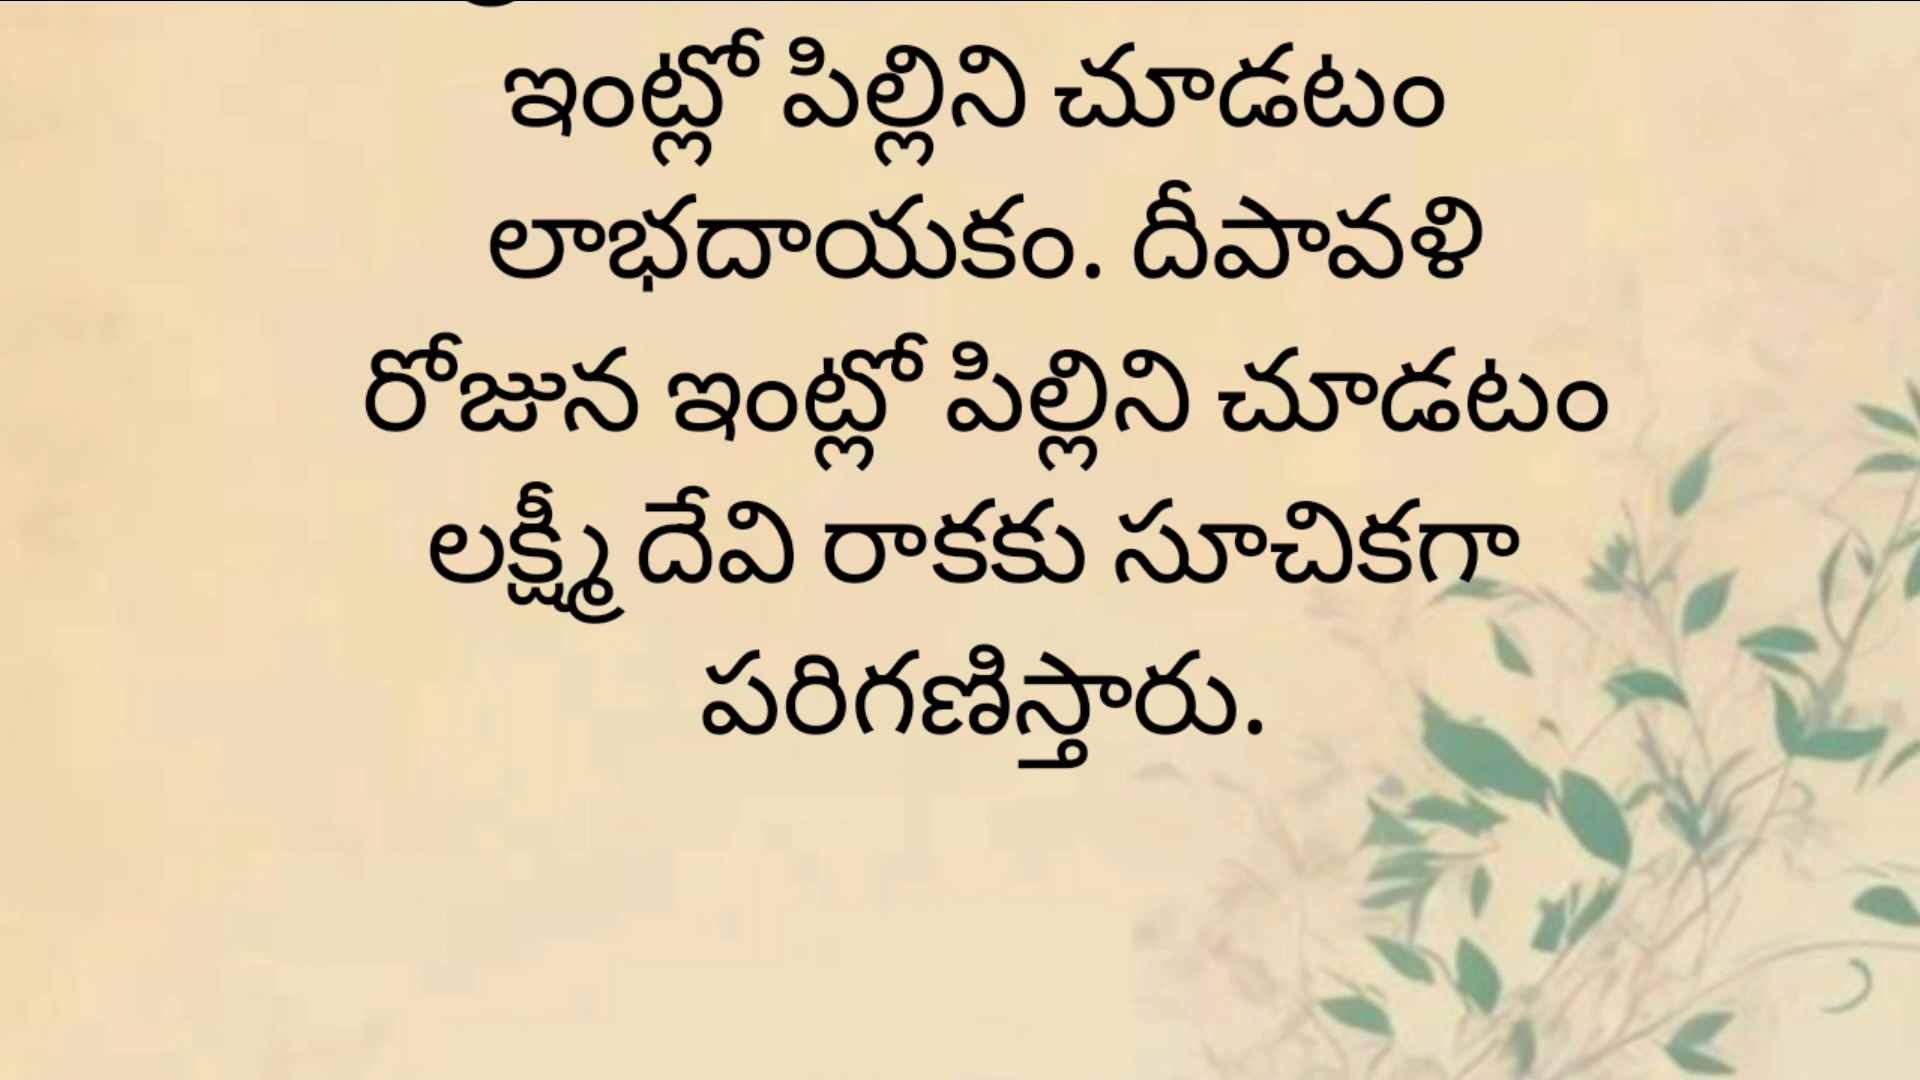 ఇంట్లో పిల్లిని చూడటం
లాభదాయకం. దీపావళి
రోజున ఇంట్లో పిల్లిని చూడటం
లక్ష్మీ దేవి రాకకు సూచికగా
పరిగణిస్తారు.